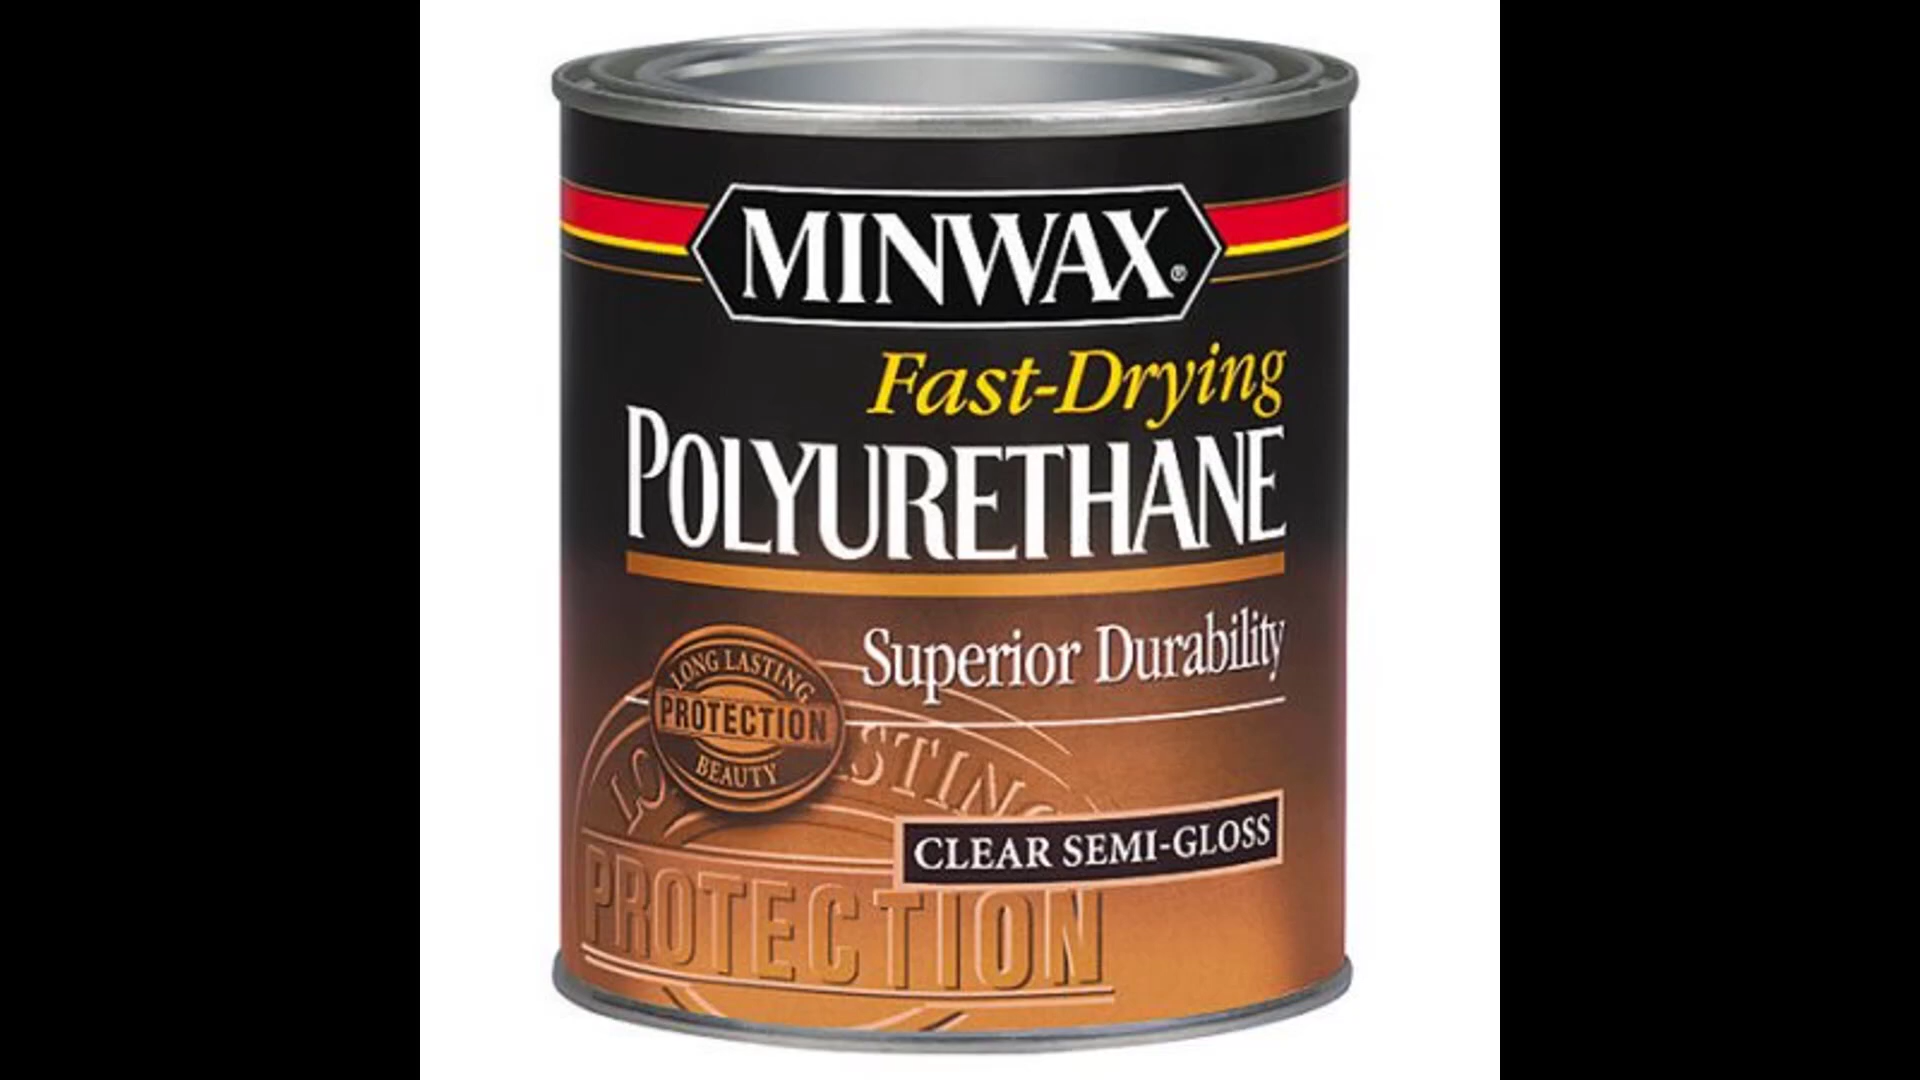 MINWAX®
Fast-Drying
POLYURETHANE
Superior Durability
LONG LASTING
PROTECTION
BEAUTY
CLEAR SEMI-GLOSS
PROTECTION